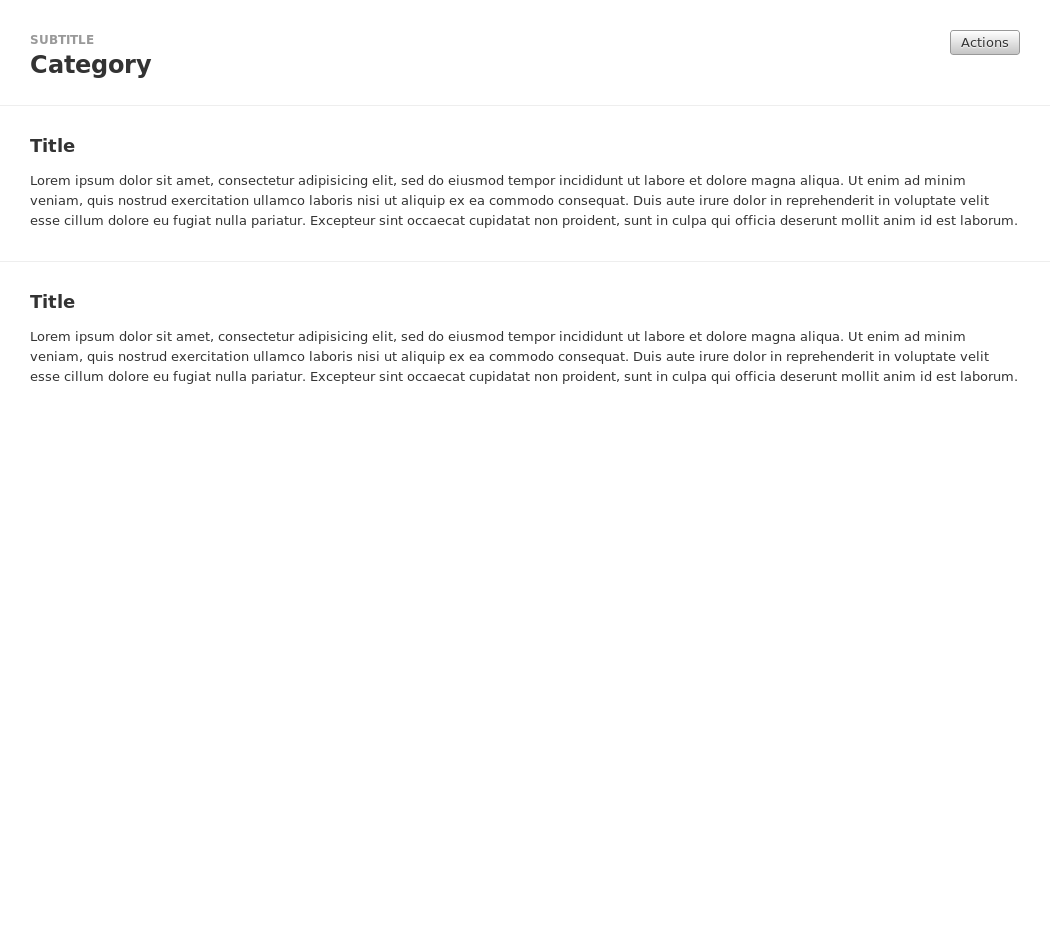 SUBTITLE
Category
Actions
Title
Lorem ipsum dolor sit amet, consectetur adipisicing elit, sed do eiusmod tempor incididunt ut labore et dolore magna aliqua. Ut enim ad minim
veniam, quis nostrud exercitation ullamco laboris nisi ut aliquip ex ea commodo consequat. Duis aute irure dolor in reprehenderit in voluptate velit
esse cillum dolore eu fugiat nulla pariatur. Excepteur sint occaecat cupidatat non proident, sunt in culpa qui officia deserunt mollit anim id est laborum.
Title
Lorem ipsum dolor sit amet, consectetur adipisicing elit, sed do eiusmod tempor incididunt ut labore et dolore magna aliqua. Ut enim ad minim
veniam, quis nostrud exercitation ullamco laboris nisi ut aliquip ex ea commodo consequat. Duis aute irure dolor in reprehenderit in voluptate velit
esse cillum dolore eu fugiat nulla pariatur. Excepteur sint occaecat cupidatat non proident, sunt in culpa qui officia deserunt mollit anim id est laborum.